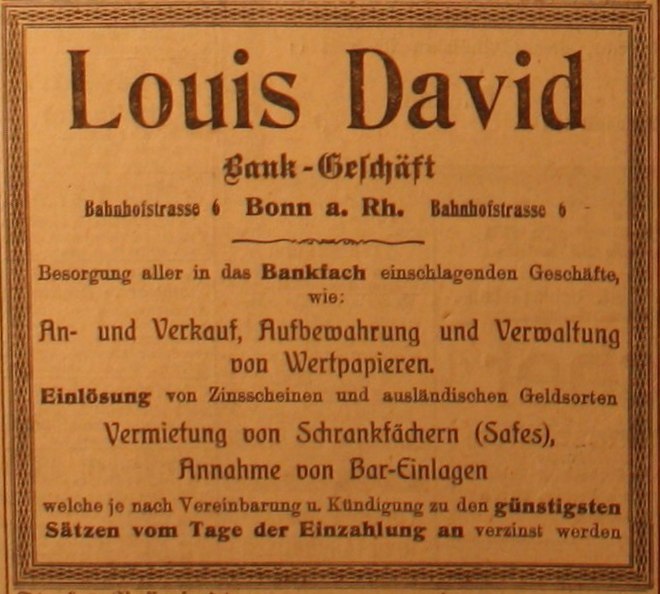 Louis David
Bank-Geschäft
Bahnhofstrasse 6 Bonn a. Rh. Bahnhofstrasse 6
Besorgung aller in das Bankfach einschlagenden Geschäfte,
wie:
An- und Verkauf, Aufbewahrung und Verwaltung
von Wertpapieren.
Einlösung von Zinsscheinen und ausländischen Geldsorten
Vermietung von Schrankfächern (Safes),
Annahme von Bar-Einlagen
welche je nach Vereinbarung u. Kündigung zu den günstigsten
Sätzen vom Tage der Einzahlung an verzinst werden